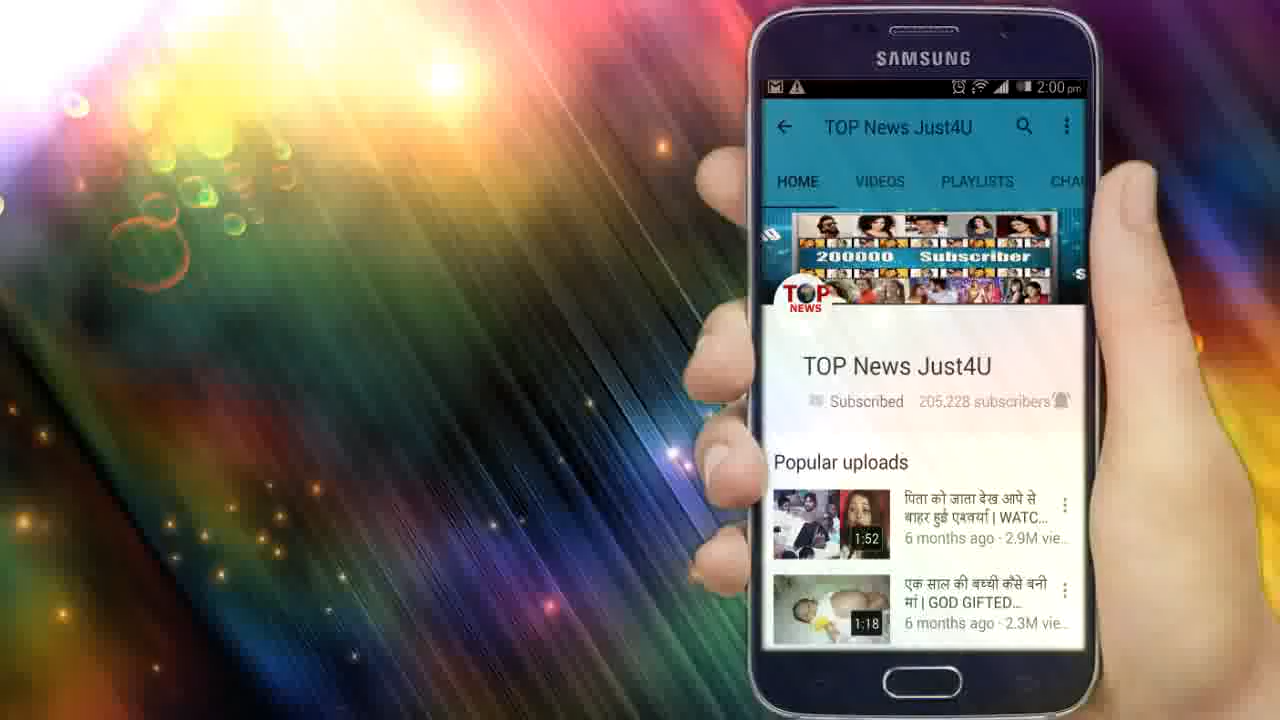 SAMSUNG
2:00 pm
TOP News Just4U
HOME VIDEOS PLAYLISTS CHA
200000 Subscriber
TOP
NEWS
TOP News Just4U
Subscribed 205,228 subscribers
Popular uploads
पिता को जाता देख आपे से
बाहर हुई एश्वर्या | WATC...
1:52
6 months ago · 2.9M vie...
एक साल की बच्ची कैसे बनी
मां | GOD GIFTED...
1:18
6 months ago · 2.3M vie...